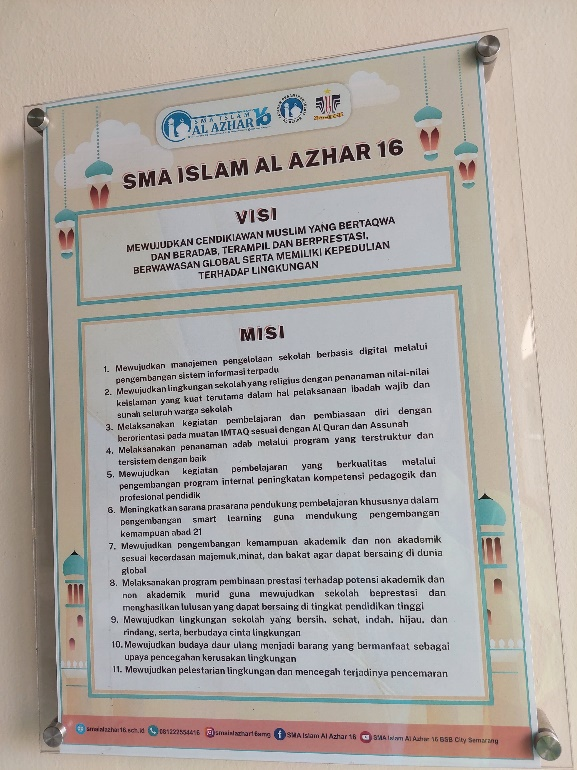 SMA ISLAM
AL AZHAR 16
SMA ISLAM AL AZHAR 16
VISI
MEWUJUDKAN CENDIKIAWAN MUSLIM YANG BERTAQWA
DAN BERADAB, TERAMPIL DAN BERPRESTASI,
BERWAWASAN GLOBAL SERTA MEMILIKI KEPEDULIAN
TERHADAP LINGKUNGAN
MISI
1. Mewujudkan manajemen pengelolaan sekolah berbasis digital melalui
pengembangan sistem informasi terpadu
2. Mewujudkan lingkungan sekolah yang religius dengan penanaman nilai-nilai
keislaman yang kuat terutama dalam hal pelaksanaan ibadah wajib dan
sunah seluruh warga sekolah
3. Melaksanakan kegiatan pembelajaran dan pembiasaan diri dengan
berorientasi pada muatan IMTAQ sesuai dengan Al Quran dan Assunah
4. Melaksanakan penanaman adab melalui program yang terstruktur dan
tersistem dengan baik
5. Mewujudkan kegiatan pembelajaran yang berkualitas melalui
pengembangan program internal peningkatan kompetensi pedagogik dan
profesional pendidik
6. Meningkatkan sarana prasarana pendukung pembelajaran khususnya dalam
pengembangan smart learning guna mendukung pengembangan
kemampuan abad 21
7. Mewujudkan pengembangan kemampuan akademik dan non akademik
sesuai kecerdasan majemuk,minat, dan bakat agar dapat bersaing di dunia
global
8. Melaksanakan program pembinaan prestasi terhadap potensi akademik dan
non akademik murid guna mewujudkan sekolah beprestasi dan
menghasilkan lulusan yang dapat bersaing di tingkat pendidikan tinggi
9. Mewujudkan lingkungan sekolah yang bersih, sehat, indah, hijau, dan
rindang, serta, berbudaya cinta lingkungan
10. Mewujudkan budaya daur ulang menjadi barang yang bermanfaat sebagai
upaya pencegahan kerusakan lingkungan
11. Mewujudkan pelestarian lingkungan dan mencegah terjadinya pencemaran
smaialazhar16.sch.id 081222554416 smaialazhar16smg SMA Islam Al Azhar 16 SMA Islam Al Azhar 16 BSB City Semarang